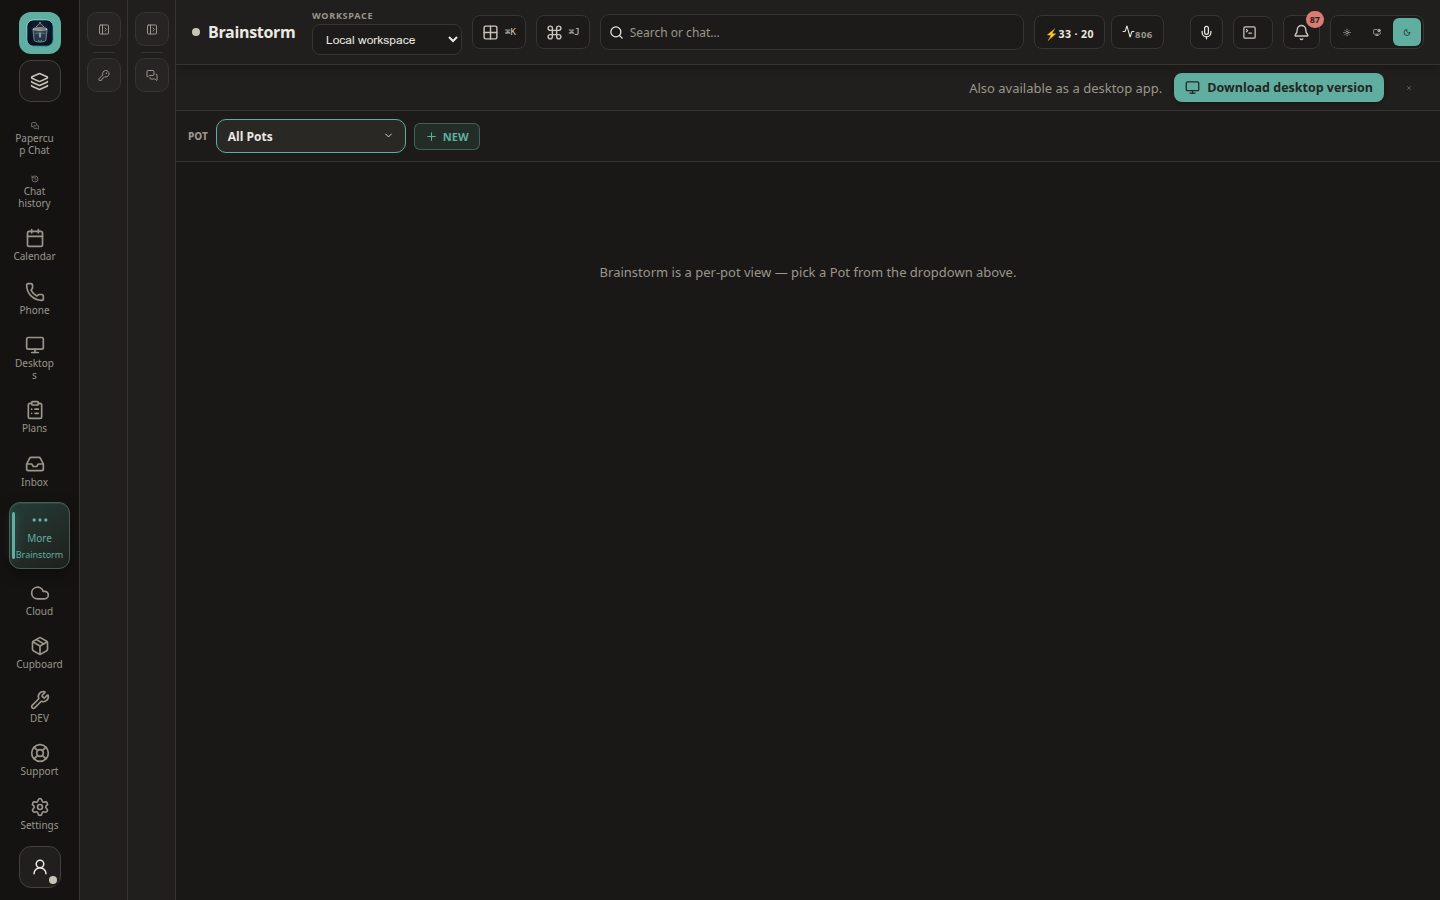 Brainstorm
WORKSPACE
Local workspace
⌘K
⌘J
Search or chat...
⚡33 · 20
806
87
Also available as a desktop app.
Download desktop version
×
POT
All Pots
+ NEW
Brainstorm is a per-pot view — pick a Pot from the dropdown above.
Papercu
p Chat
Chat
history
Calendar
Phone
Desktop
s
Plans
Inbox
More
Brainstorm
Cloud
Cupboard
DEV
Support
Settings